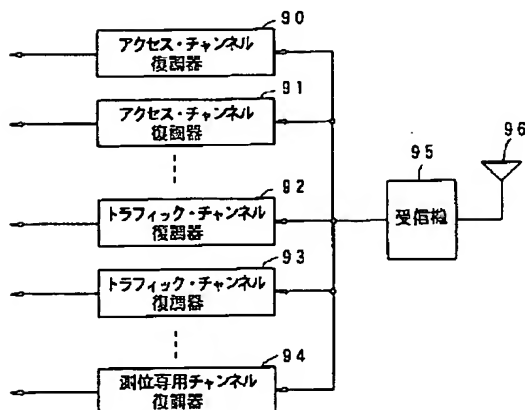 90
アクセス・チャンネル
復調器
91
アクセス・チャンネル
復調器
92
トラフィック・チャンネル
復調器
93
トラフィック・チャンネル
復調器
94
測位専用チャンネル
復調器
95
受信機
96